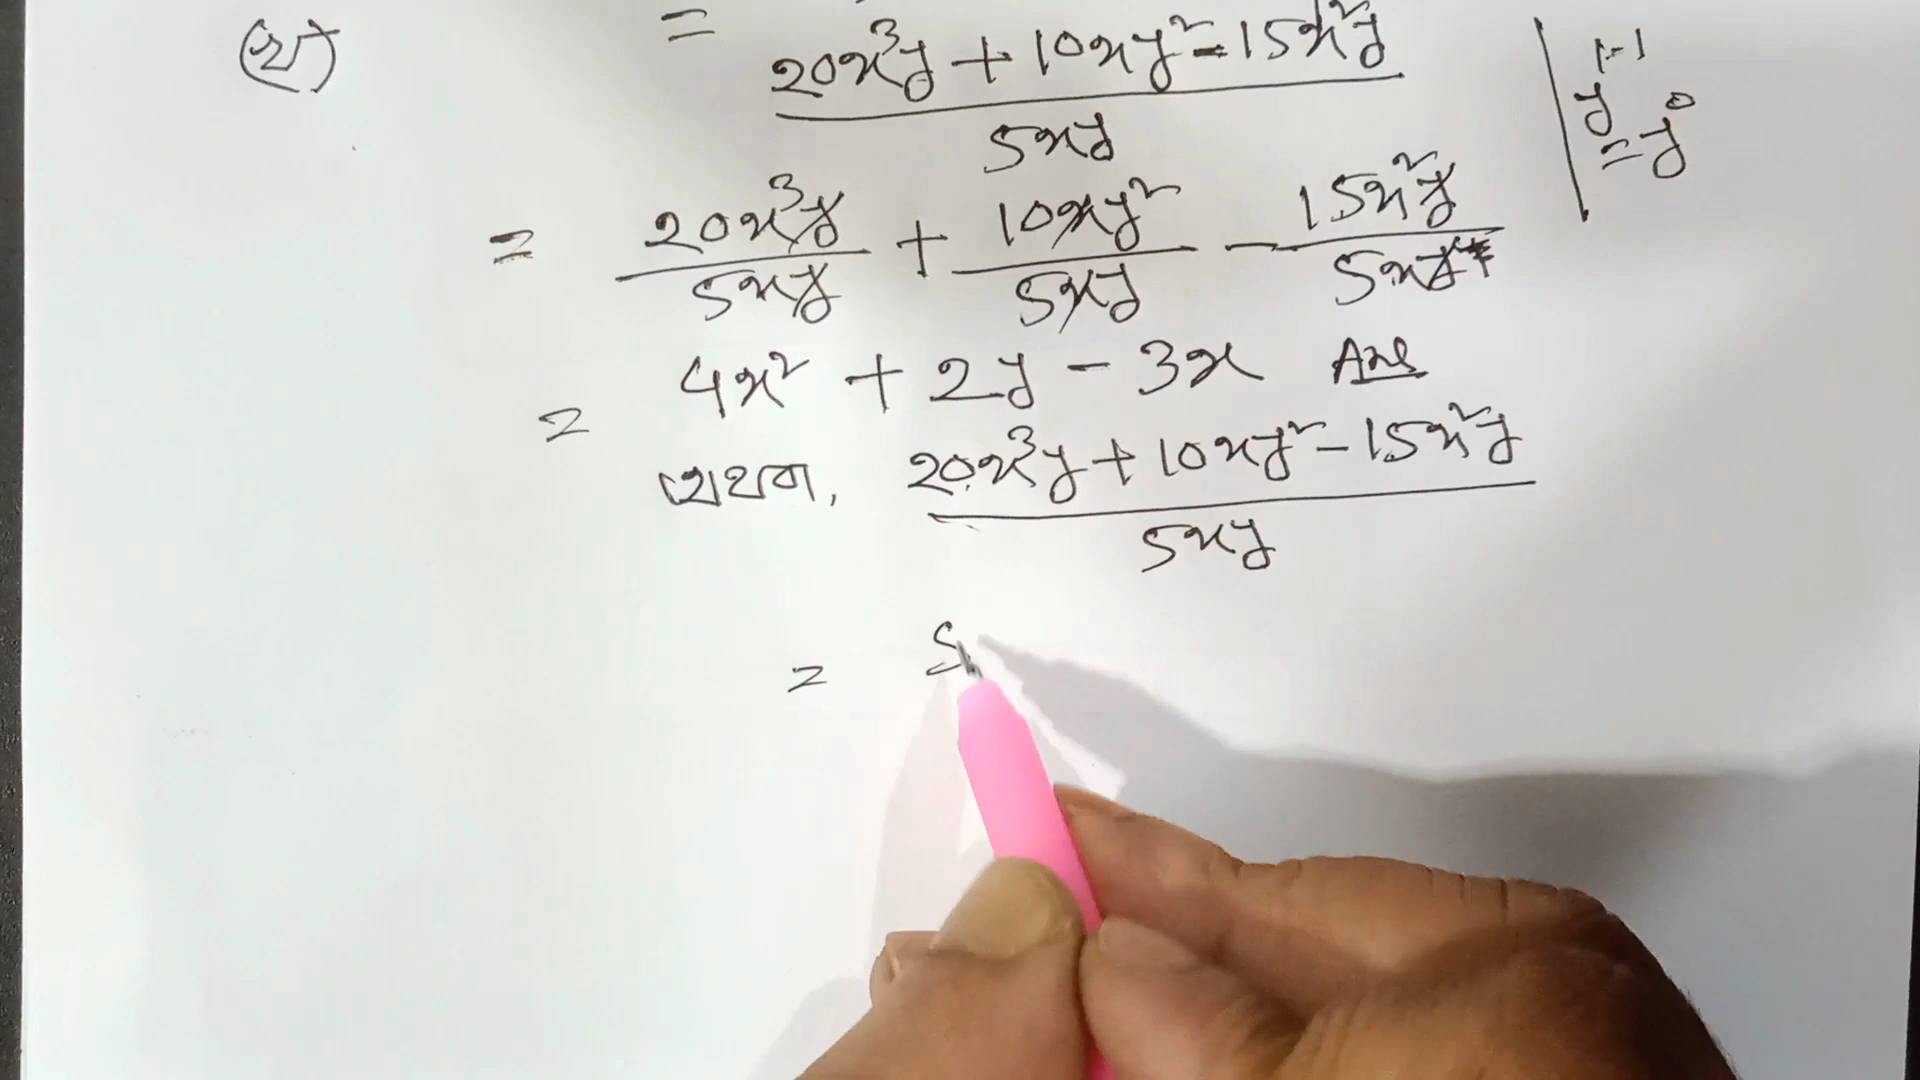 (খ)
= 20x³y + 10xy² - 15x²y / 5xy
y¹⁻¹
= y⁰
= 20x³y / 5xy + 10xy² / 5xy - 15x²y / 5xy
= 4x² + 2y - 3x Ans
অথবা, 20x³y + 10xy² - 15x²y / 5xy
= 5